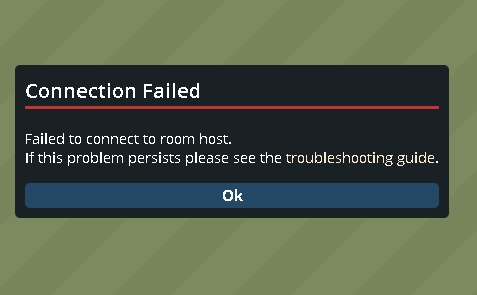 Connection Failed
Failed to connect to room host.
If this problem persists please see the troubleshooting guide.
Ok